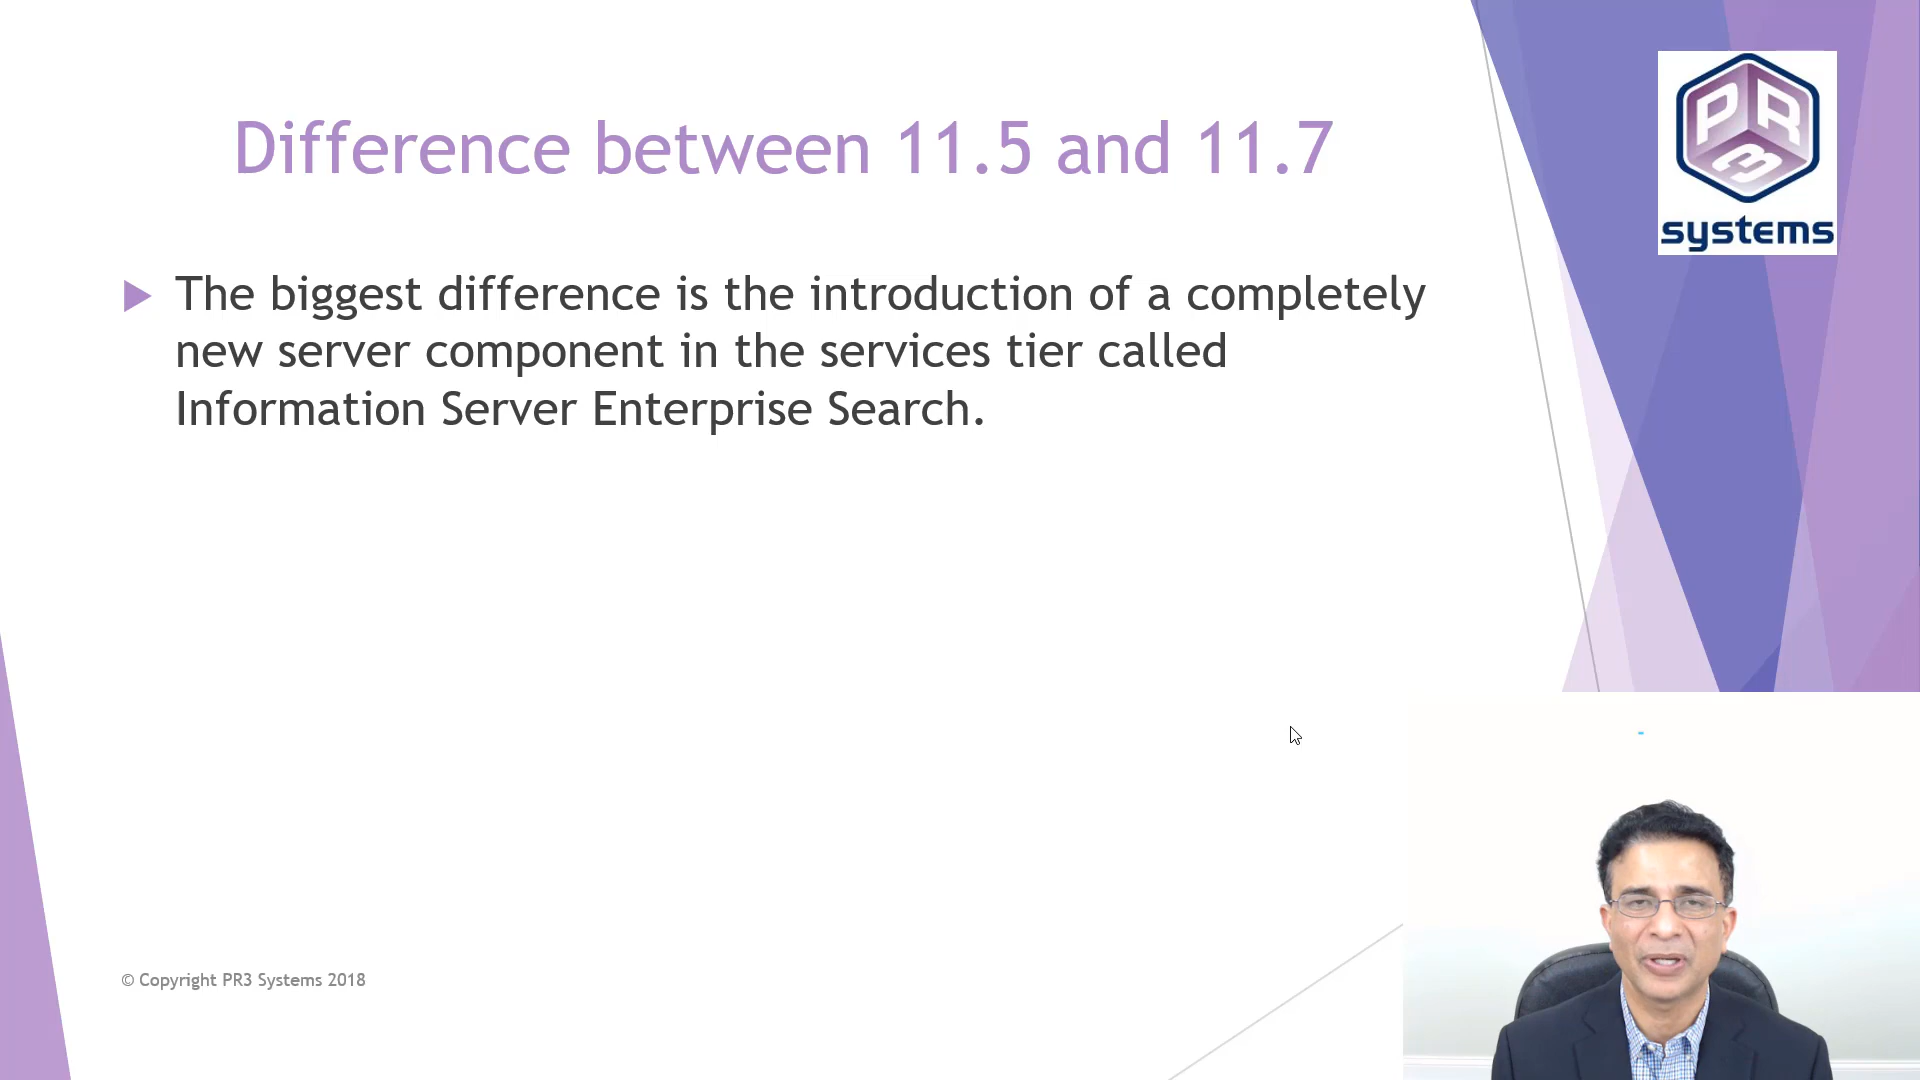 Difference between 11.5 and 11.7
PR3
systems
The biggest difference is the introduction of a completely
new server component in the services tier called
Information Server Enterprise Search.
© Copyright PR3 Systems 2018